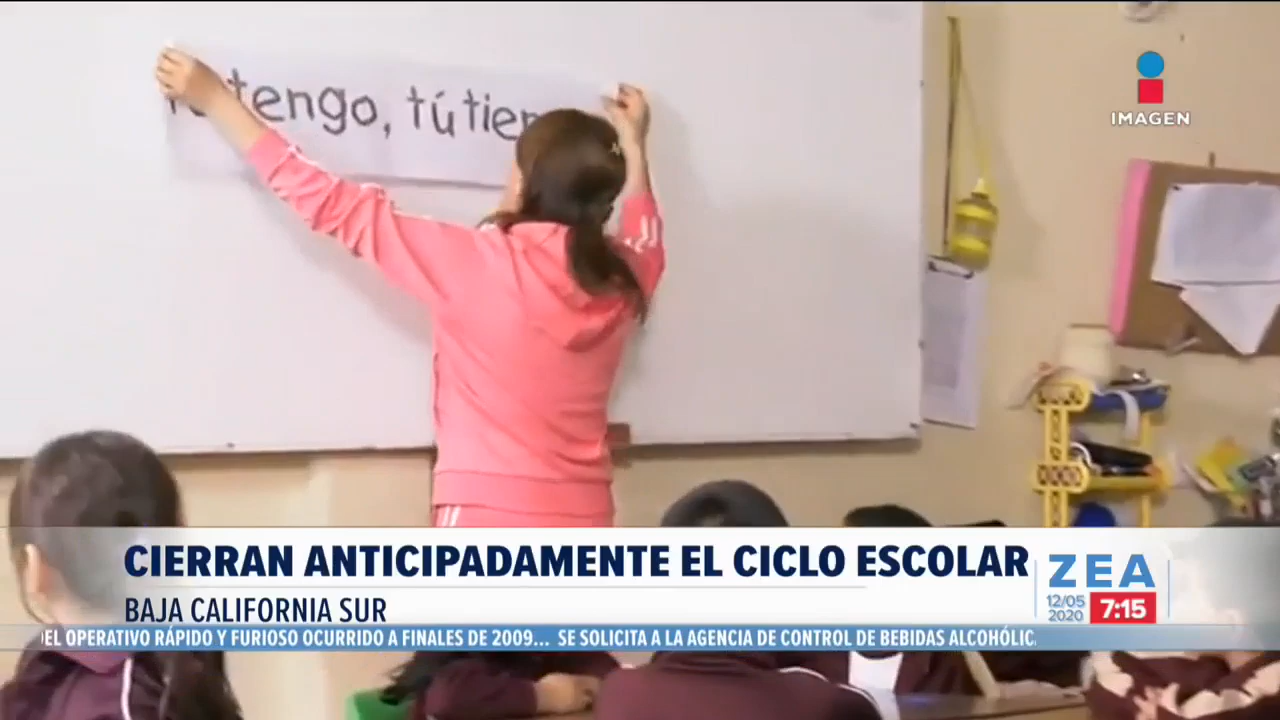 tengo, tú tien
IMAGEN
CIERRAN ANTICIPADAMENTE EL CICLO ESCOLAR
BAJA CALIFORNIA SUR
ZEA
12/05
2020
7:15
DEL OPERATIVO RÁPIDO Y FURIOSO OCURRIDO A FINALES DE 2009... SE SOLICITA A LA AGENCIA DE CONTROL DE BEBIDAS ALCOHÓLIC